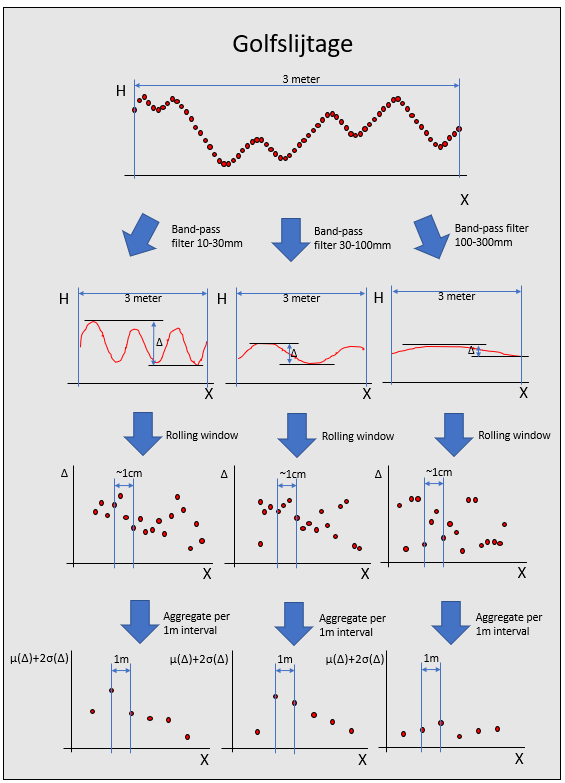 Golfslijtage
3 meter
H
X
Band-pass
filter 10-30mm
Band-pass
filter 30-100mm
Band-pass filter
100-300mm
H
3 meter
Δ
X
H
3 meter
Δ
X
H
3 meter
Δ
X
Rolling window
Rolling window
Rolling window
Δ
~1cm
X
Δ
~1cm
X
Δ
~1cm
X
Aggregate per
1m interval
Aggregate per
1m interval
Aggregate per
1m interval
μ(Δ)+2σ(Δ)
1m
X
μ(Δ)+2σ(Δ)
1m
X
μ(Δ)+2σ(Δ)
1m
X